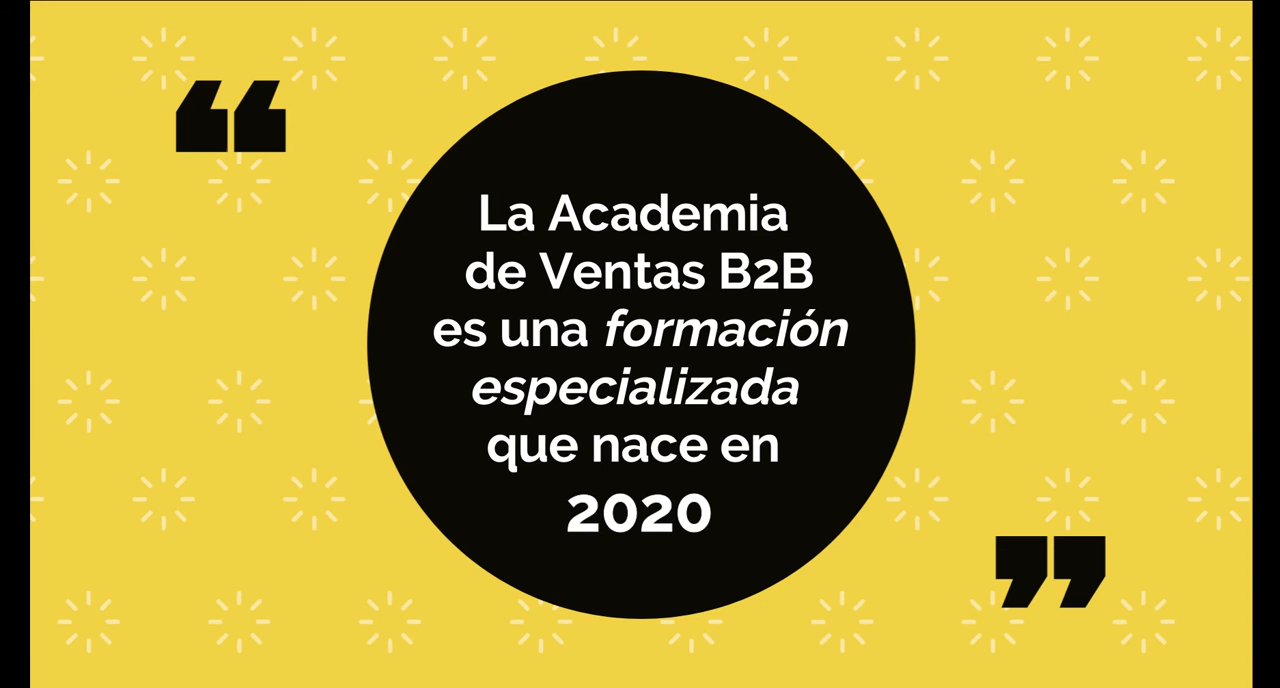 “
La Academia
de Ventas B2B
es una formación
especializada
que nace en
2020
”